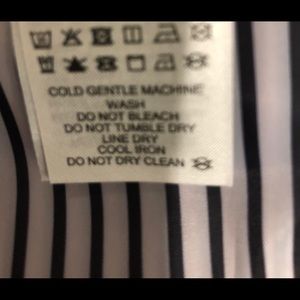 COLD GENTLE MACHINE
WASH
DO NOT BLEACH
DO NOT TUMBLE DRY
LINE DRY
COOL IRON
DO NOT DRY CLEAN